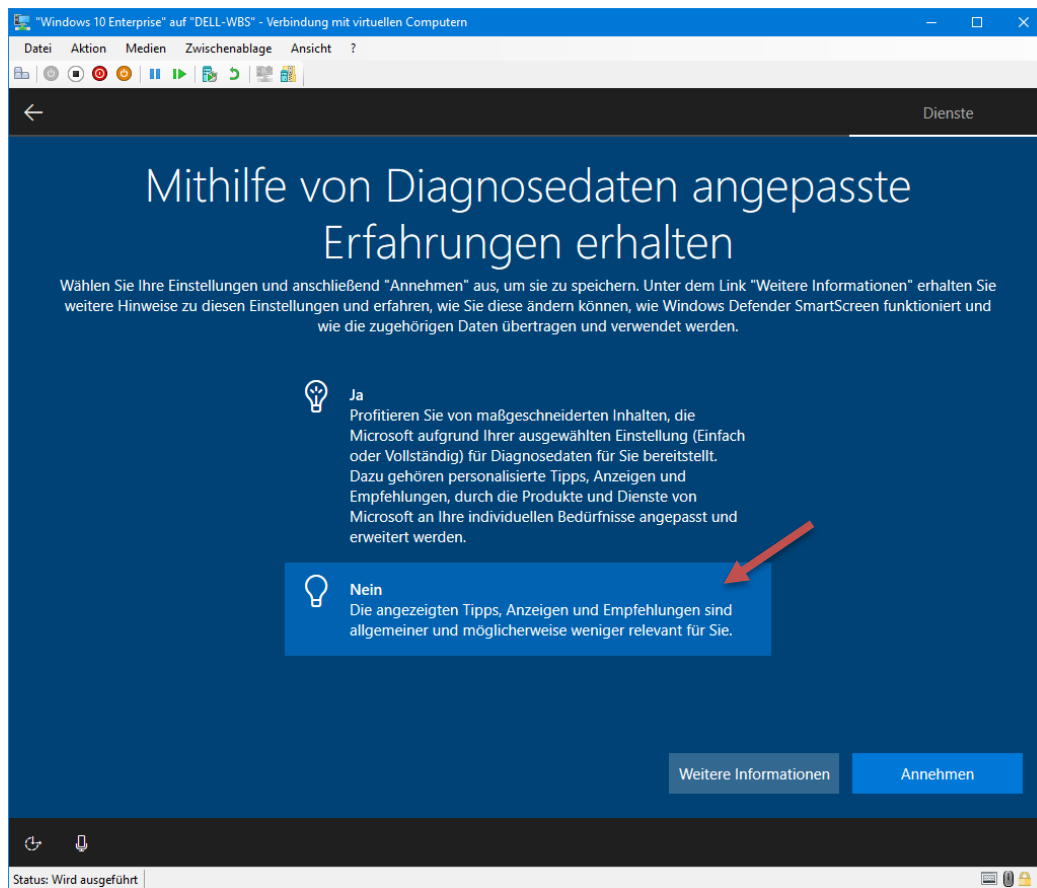 "Windows 10 Enterprise" auf "DELL-WBS" - Verbindung mit virtuellen Computern
Datei Aktion Medien Zwischenablage Ansicht ?
Dienste
Mithilfe von Diagnosedaten angepasste
Erfahrungen erhalten
Wählen Sie Ihre Einstellungen und anschließend "Annehmen" aus, um sie zu speichern. Unter dem Link "Weitere Informationen" erhalten Sie
weitere Hinweise zu diesen Einstellungen und erfahren, wie Sie diese ändern können, wie Windows Defender SmartScreen funktioniert und
wie die zugehörigen Daten übertragen und verwendet werden.
Ja
Profitieren Sie von maßgeschneiderten Inhalten, die
Microsoft aufgrund Ihrer ausgewählten Einstellung (Einfach
oder Vollständig) für Diagnosedaten für Sie bereitstellt.
Dazu gehören personalisierte Tipps, Anzeigen und
Empfehlungen, durch die Produkte und Dienste von
Microsoft an Ihre individuellen Bedürfnisse angepasst und
erweitert werden.
Nein
Die angezeigten Tipps, Anzeigen und Empfehlungen sind
allgemeiner und möglicherweise weniger relevant für Sie.
Weitere Informationen
Annehmen
Status: Wird ausgeführt